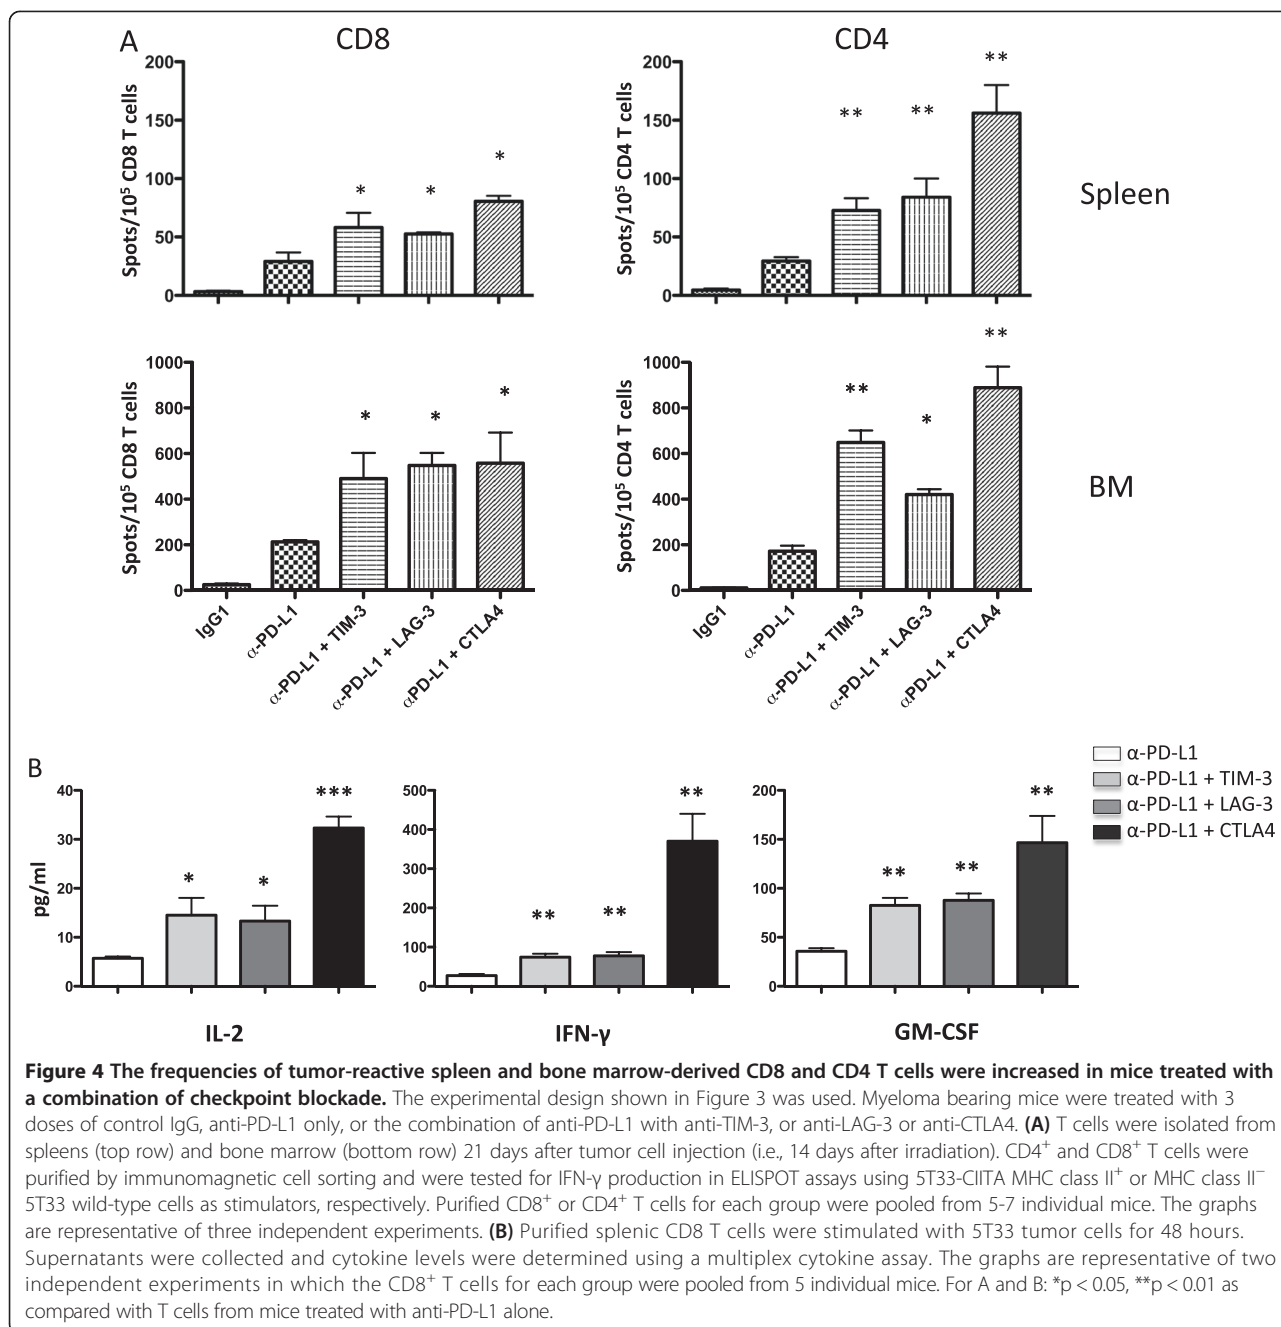 A
CD8
CD4
200
150
100
50
0
Spots/10⁵ CD8 T cells
*
*
*
200
150
100
50
0
Spots/10⁵ CD4 T cells
**
**
**
Spleen
1000
800
600
400
200
0
Spots/10⁵ CD8 T cells
*
*
*
IgG1
α-PD-L1
α-PD-L1 + TIM-3
α-PD-L1 + LAG-3
αPD-L1 + CTLA4
1000
800
600
400
200
0
Spots/10⁵ CD4 T cells
**
*
**
IgG1
α-PD-L1
α-PD-L1 + TIM-3
α-PD-L1 + LAG-3
αPD-L1 + CTLA4
BM
B
α-PD-L1
α-PD-L1 + TIM-3
α-PD-L1 + LAG-3
α-PD-L1 + CTLA4
40
30
20
10
0
pg/ml
*
*
***
IL-2
500
400
300
200
100
0
**
**
**
IFN-γ
200
150
100
50
0
**
**
**
GM-CSF
Figure 4 The frequencies of tumor-reactive spleen and bone marrow-derived CD8 and CD4 T cells were increased in mice treated with
a combination of checkpoint blockade. The experimental design shown in Figure 3 was used. Myeloma bearing mice were treated with 3
doses of control IgG, anti-PD-L1 only, or the combination of anti-PD-L1 with anti-TIM-3, or anti-LAG-3 or anti-CTLA4. (A) T cells were isolated from
spleens (top row) and bone marrow (bottom row) 21 days after tumor cell injection (i.e., 14 days after irradiation). CD4⁺ and CD8⁺ T cells were
purified by immunomagnetic cell sorting and were tested for IFN-γ production in ELISPOT assays using 5T33-CIITA MHC class II⁺ or MHC class II⁻
5T33 wild-type cells as stimulators, respectively. Purified CD8⁺ or CD4⁺ T cells for each group were pooled from 5-7 individual mice. The graphs
are representative of three independent experiments. (B) Purified splenic CD8 T cells were stimulated with 5T33 tumor cells for 48 hours.
Supernatants were collected and cytokine levels were determined using a multiplex cytokine assay. The graphs are representative of two
independent experiments in which the CD8⁺ T cells for each group were pooled from 5 individual mice. For A and B: *p < 0.05, **p < 0.01 as
compared with T cells from mice treated with anti-PD-L1 alone.